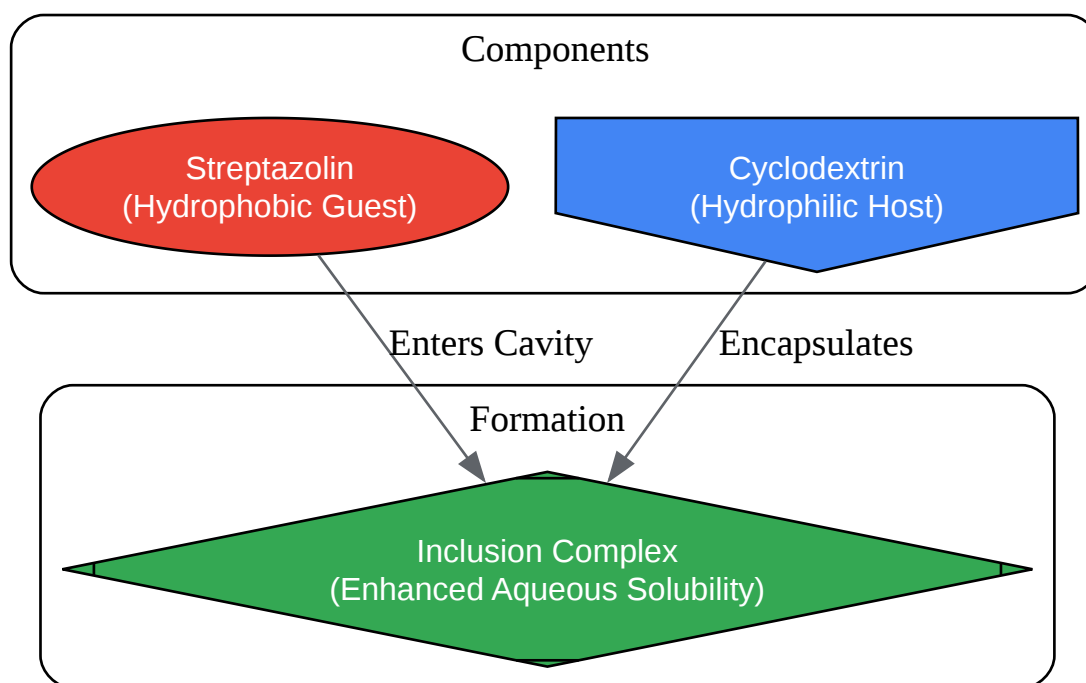 Components
Streptazolin
(Hydrophobic Guest)
Cyclodextrin
(Hydrophilic Host)
Enters Cavity
Encapsulates
Formation
Inclusion Complex
(Enhanced Aqueous Solubility)